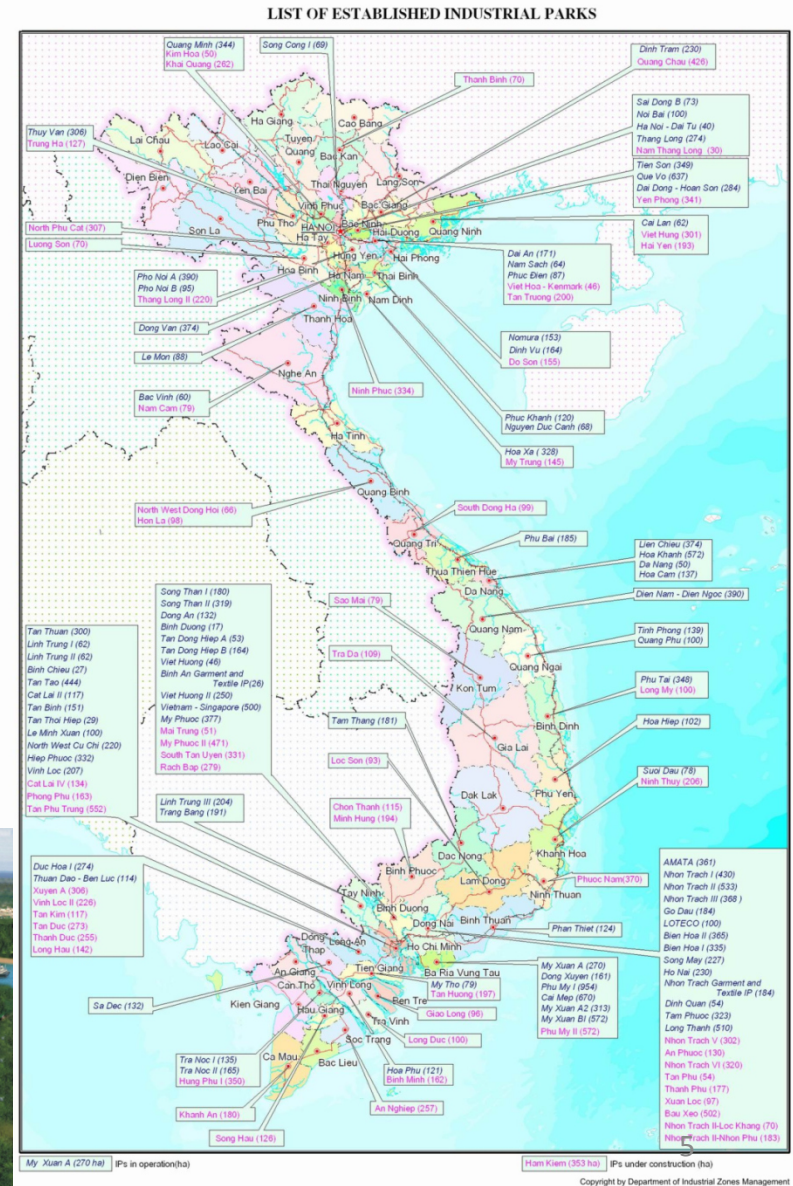 LIST OF ESTABLISHED INDUSTRIAL PARKS
Quang Minh (344)
Kim Hoa (50)
Khai Quang (262)
Song Cong I (69)
Thanh Binh (70)
Dinh Tram (230)
Quang Chau (426)
Sai Dong B (73)
Noi Bai (100)
Ha Noi - Dai Tu (40)
Thang Long (274)
Nam Thang Long (30)
Thuy Van (306)
Trung Ha (127)
Tien Son (349)
Que Vo (637)
Dai Dong - Hoan Son (284)
Yen Phong (341)
Cai Lan (62)
Viet Hung (301)
Hai Yen (193)
North Phu Cat (307)
Luong Son (70)
Dai An (171)
Nam Sach (64)
Phuc Đien (87)
Viet Hoa - Kenmark (46)
Tan Truong (200)
Pho Noi A (390)
Pho Noi B (95)
Thang Long II (220)
Dong Van (374)
Le Mon (88)
Nomura (153)
Dinh Vu (164)
Do Son (155)
Bac Vinh (60)
Nam Cam (79)
Ninh Phuc (334)
Phuc Khanh (120)
Nguyen Duc Canh (68)
Hoa Xa (328)
My Trung (145)
Lai Chau
Lao Cai
Ha Giang
Cao Bang
Tuyen
Quang
Bac Kan
Dien Bien
Yen Bai
Thai Nguyen
Lang Son
Son La
Phu Tho
Vinh Phuc
Bac Giang
HA NOI
Bac Ninh
Ha Tay
Hai Duong
Quang Ninh
Hung Yen
Hai Phong
Hoa Binh
Ha Nam
Thai Binh
Ninh Binh
Nam Dinh
Thanh Hoa
Nghe An
Ha Tinh
Quang Binh
North West Dong Hoi (66)
Hon La (98)
South Dong Ha (99)
Quang Tri
Phu Bai (185)
Thua Thien Hue
Lien Chieu (374)
Hoa Khanh (572)
Da Nang (50)
Hoa Cam (137)
Da Nang
Dien Nam - Dien Ngoc (390)
Quang Nam
Sao Mai (79)
Tinh Phong (139)
Quang Phu (100)
Quang Ngai
Tra Da (109)
Kon Tum
Phu Tai (348)
Long My (100)
Binh Dinh
Gia Lai
Hoa Hiep (102)
Phu Yen
Dak Lak
Suoi Dau (78)
Ninh Thuy (206)
Khanh Hoa
Song Than I (180)
Song Than II (319)
Dong An (132)
Binh Duong (17)
Tan Dong Hiep A (53)
Tan Dong Hiep B (164)
Viet Huong (46)
Binh An Garment and
Textile IP(26)
Viet Huong II (250)
Vietnam - Singapore (500)
My Phuoc (377)
Mai Trung (51)
My Phuoc II (471)
South Tan Uyen (331)
Rach Bap (279)
Tan Thuan (300)
Linh Trung I (62)
Linh Trung II (62)
Binh Chieu (27)
Tan Tao (444)
Cat Lai II (117)
Tan Binh (151)
Tan Thoi Hiep (29)
Le Minh Xuan (100)
North West Cu Chi (220)
Hiep Phuoc (332)
Vinh Loc (207)
Cat Lai IV (134)
Phong Phu (163)
Tan Phu Trung (552)
Tam Thang (181)
Loc Son (93)
Linh Trung III (204)
Trang Bang (191)
Chon Thanh (115)
Minh Hung (194)
Dac Nong
Binh Phuoc
Lam Dong
Phuoc Nam(370)
Ninh Thuan
Duc Hoa I (274)
Thuan Dao - Ben Luc (114)
Xuyen A (306)
Vinh Loc II (226)
Tan Kim (117)
Tan Duc (273)
Thanh Duc (255)
Long Hau (142)
Tay Ninh
Binh Duong
Dong Nai
Binh Thuan
Phan Thiet (124)
Ho Chi Minh
Ba Ria Vung Tau
Long An
Dong
Thap
Tien Giang
An Giang
Can Tho
Vinh Long
Ben Tre
Kien Giang
Hau Giang
Tra Vinh
Soc Trang
Ca Mau
Bac Lieu
AMATA (361)
Nhon Trach I (430)
Nhon Trach II (533)
Nhon Trach III (368 )
Go Dau (184)
LOTECO (100)
Bien Hoa II (365)
Bien Hoa I (335)
Song May (227)
Ho Nai (230)
Nhon Trach Garment and
Textile IP (184)
Dinh Quan (54)
Tam Phuoc (323)
Long Thanh (510)
Nhon Trach V (302)
An Phuoc (130)
Nhon Trach VI (320)
Tan Phu (54)
Thanh Phu (177)
Xuan Loc (97)
Bau Xeo (502)
Nhon Trach II-Loc Khang (70)
Nhon Trach II-Nhon Phu (183)
My Xuan A (270)
Dong Xuyen (161)
Phu My I (954)
Cai Mep (670)
My Xuan A2 (313)
My Xuan BI (572)
Phu My II (572)
My Tho (79)
Tan Huong (197)
Giao Long (96)
Long Duc (100)
Sa Dec (132)
Tra Noc I (135)
Tra Noc II (165)
Hung Phu I (350)
Hoa Phu (121)
Binh Minh (162)
Khanh An (180)
An Nghiep (257)
Song Hau (126)
5
My Xuan A (270 ha) IPs in operation(ha)
Ham Kiem (353 ha) IPs under construction (ha)
Copyright by Department of Industrial Zones Management